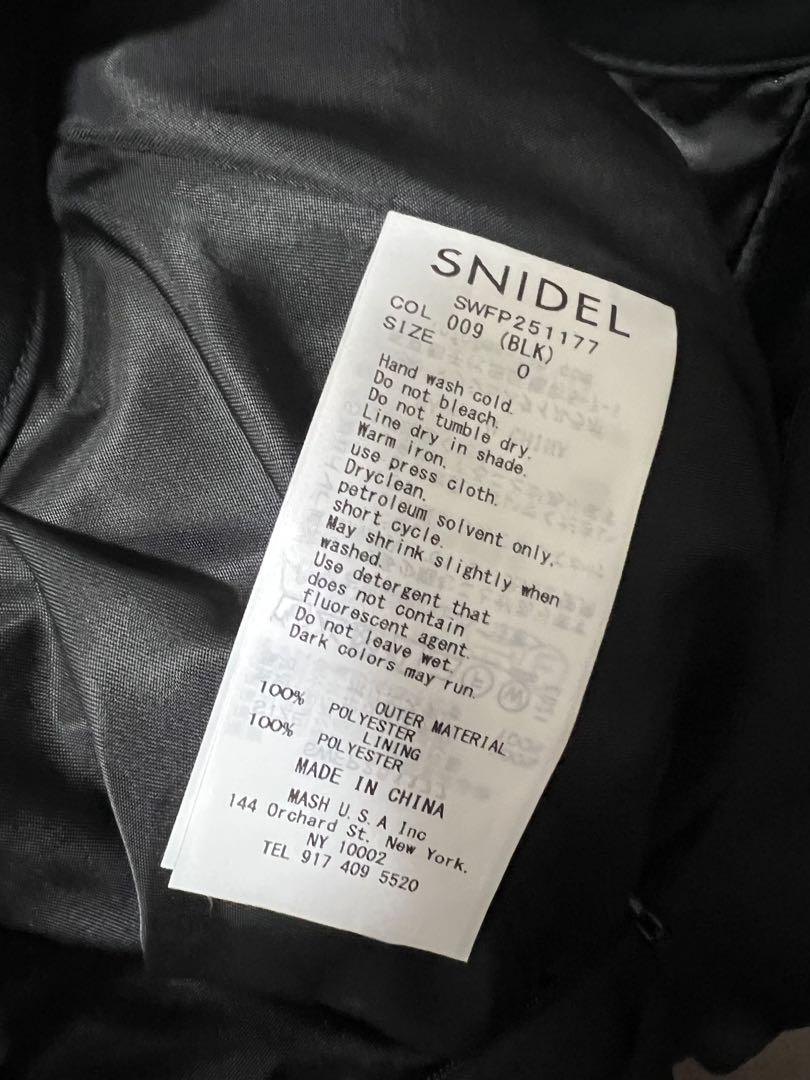 SNIDEL
SWFP251177
COL 009 (BLK)
SIZE 0
Hand wash cold.
Do not bleach.
Do not tumble dry.
Line dry in shade.
Warm iron.
use press cloth.
Dryclean.
petroleum solvent only,
short cycle.
May shrink slightly when
washed.
Use detergent that
does not contain
fluorescent agent.
Do not leave wet.
Dark colors may run.
OUTER MATERIAL
100% POLYESTER
LINING
100% POLYESTER
MADE IN CHINA
MASH U.S.A Inc
144 Orchard St. New York.
NY 10002
TEL 917 409 5520